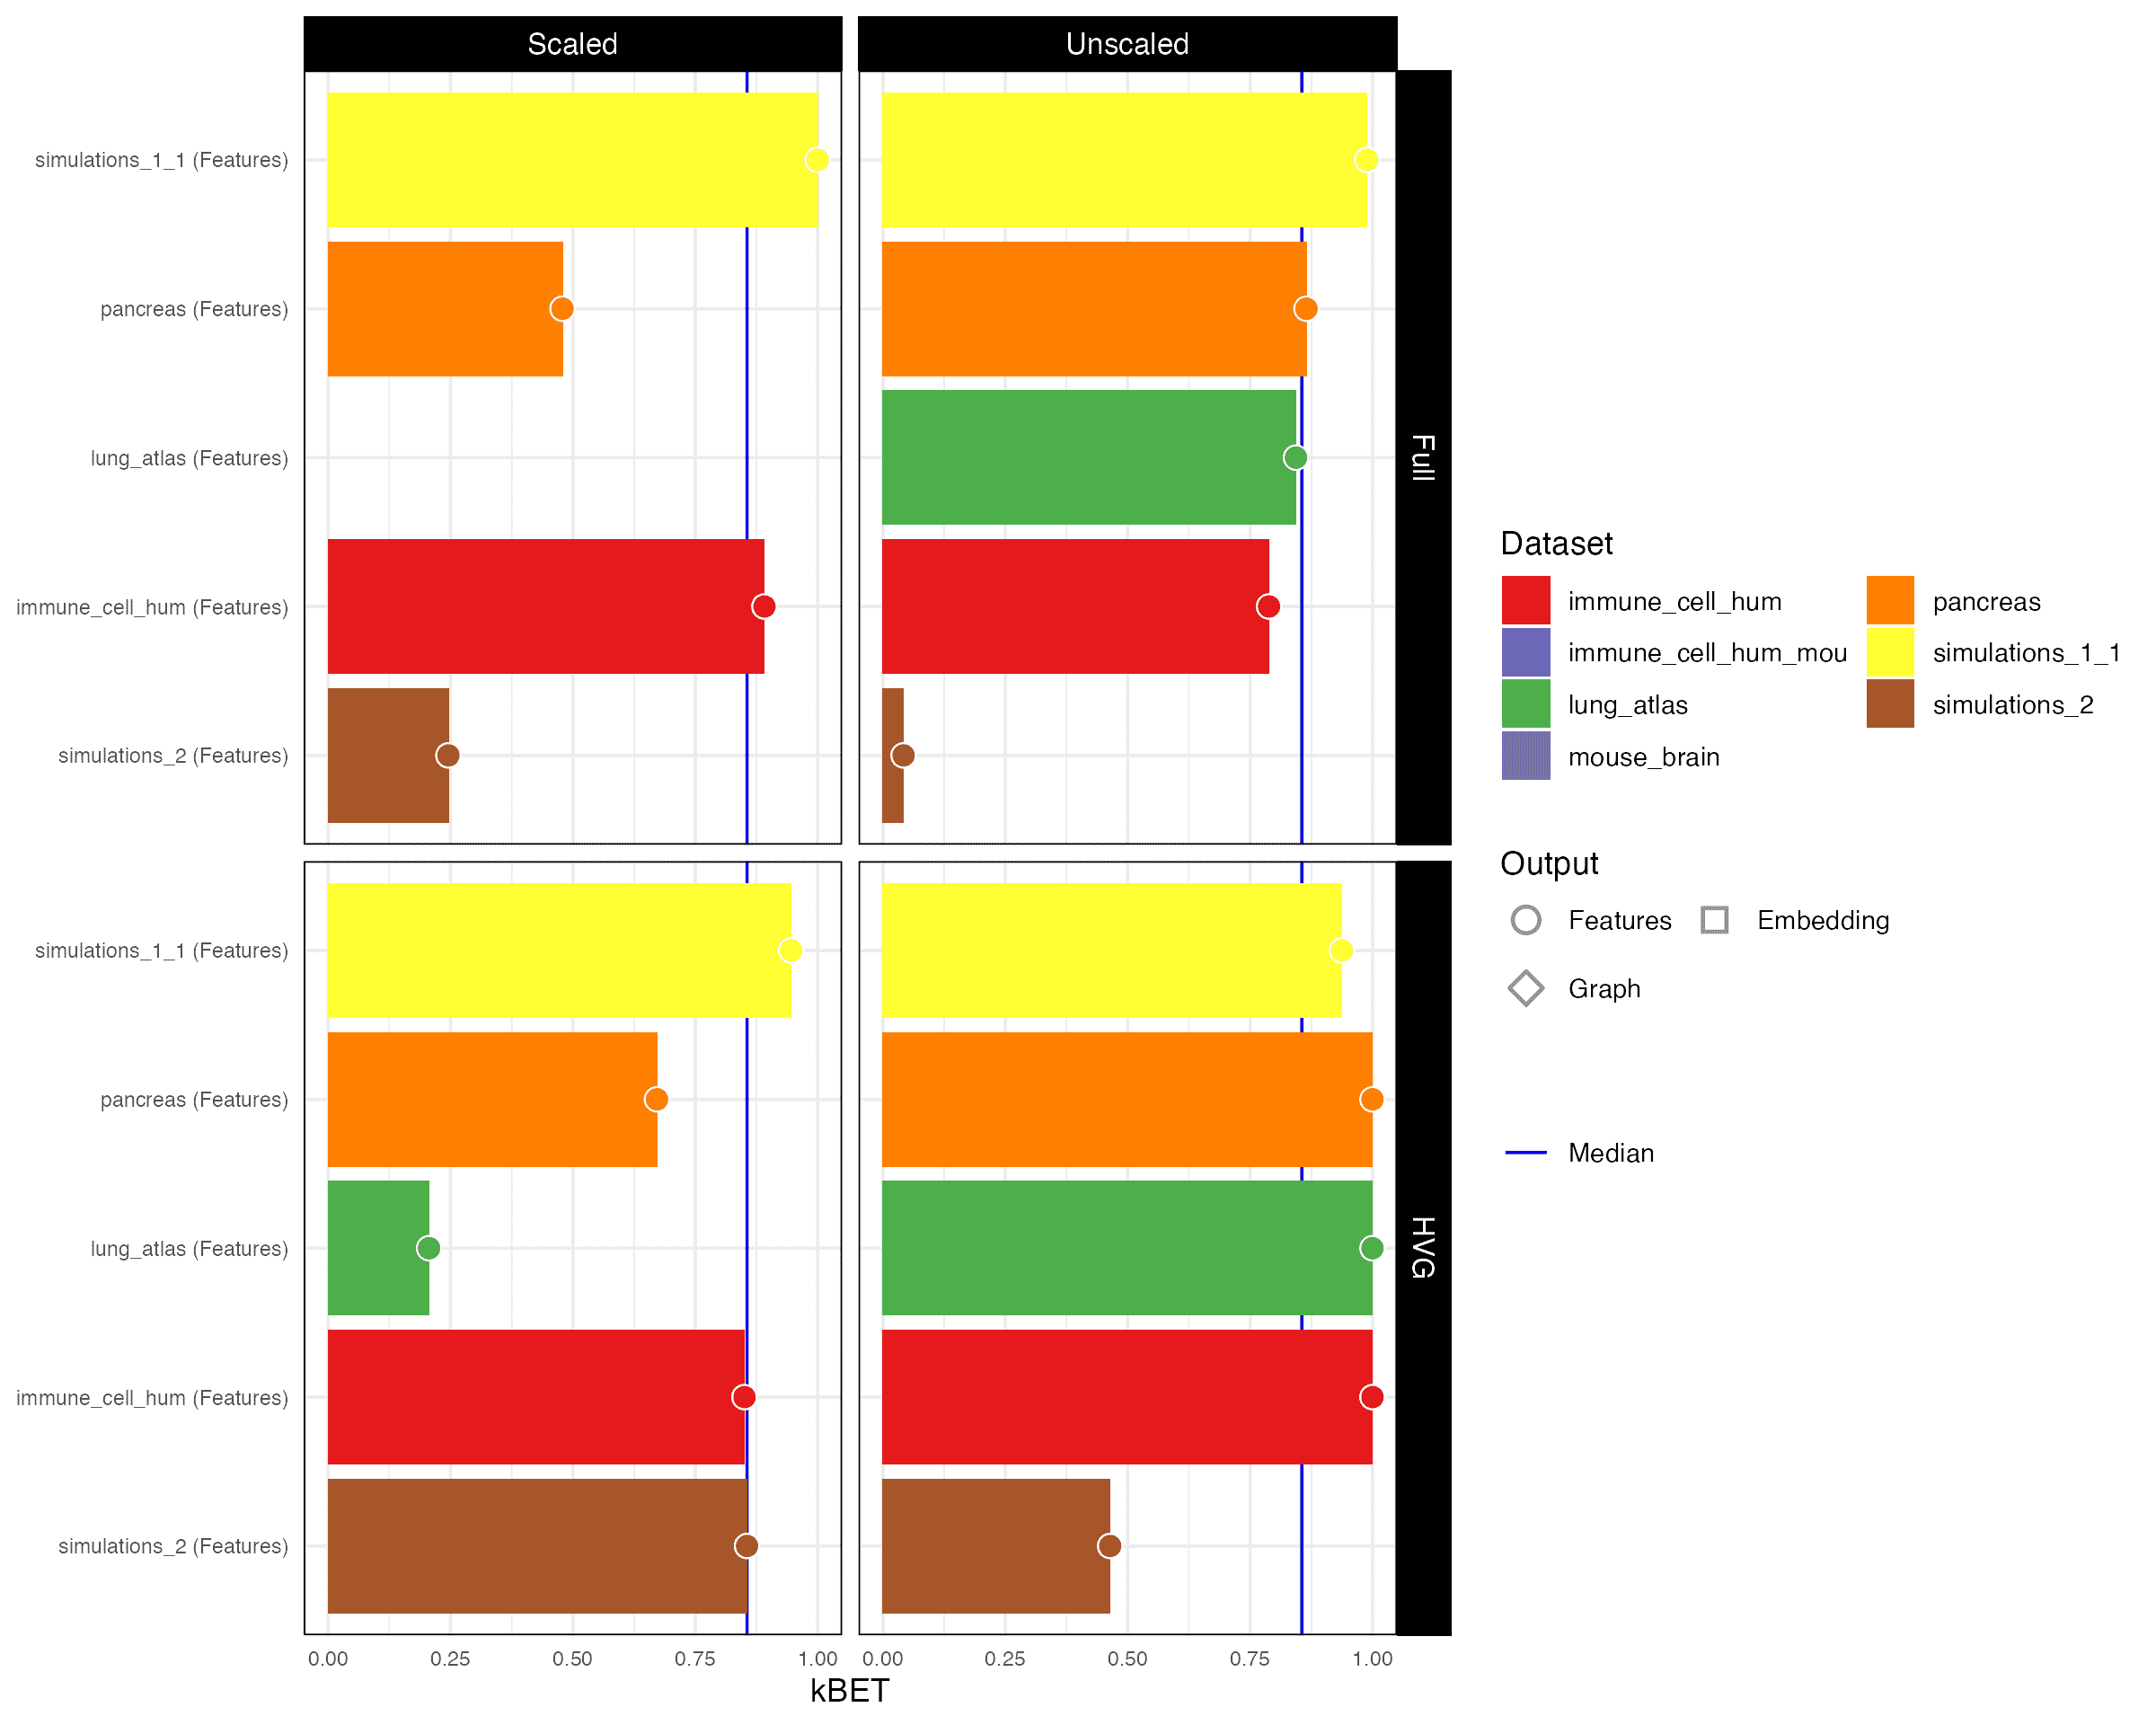 Scaled
Unscaled
simulations_1_1 (Features)
pancreas (Features)
lung_atlas (Features)
immune_cell_hum (Features)
simulations_2 (Features)
Full
simulations_1_1 (Features)
pancreas (Features)
lung_atlas (Features)
immune_cell_hum (Features)
simulations_2 (Features)
HVG
0.00 0.25 0.50 0.75 1.00
0.00 0.25 0.50 0.75 1.00
kBET
Dataset
immune_cell_hum
immune_cell_hum_mou
lung_atlas
mouse_brain
pancreas
simulations_1_1
simulations_2
Output
Features
Embedding
Graph
Median